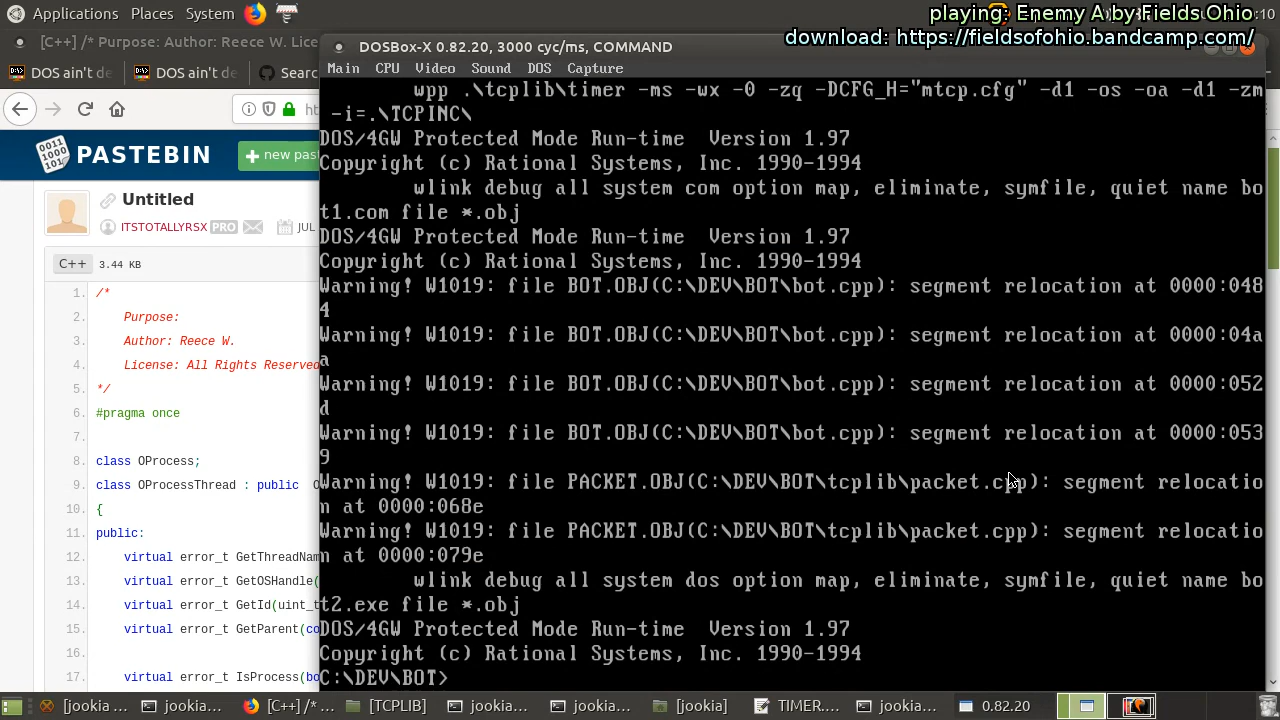 Applications Places System
:10
playing: Enemy A by Fields Ohio
download: https://fieldsofohio.bandcamp.com/
[C++] /* Purpose: Author: Reece W. Lice
DOS ain't de
DOS ain't de
Searc
ht
PASTEBIN
new pas
Untitled
ITSTOTALLYRSX PRO JUL
C++ 3.44 KB
1. /*
2. Purpose:
3. Author: Reece W.
4. License: All Rights Reserved
5. */
6. #pragma once
7.
8. class OProcess;
9. class OProcessThread : public O
10. {
11. public:
12. virtual error_t GetThreadNam
13. virtual error_t GetOSHandle(
14. virtual error_t GetId(uint_t
15. virtual error_t GetParent(co
16.
17. virtual error_t IsProcess(bo
DOSBox-X 0.82.20, 3000 cyc/ms, COMMAND
Main CPU Video Sound DOS Capture
wpp .\tcplib\timer -ms -wx -0 -zq -DCFG_H="mtcp.cfg" -d1 -os -oa -d1 -zm
-i=.\TCPINC\
DOS/4GW Protected Mode Run-time Version 1.97
Copyright (c) Rational Systems, Inc. 1990-1994
wlink debug all system com option map, eliminate, symfile, quiet name bo
t1.com file *.obj
DOS/4GW Protected Mode Run-time Version 1.97
Copyright (c) Rational Systems, Inc. 1990-1994
Warning! W1019: file BOT.OBJ(C:\DEV\BOT\bot.cpp): segment relocation at 0000:048
4
Warning! W1019: file BOT.OBJ(C:\DEV\BOT\bot.cpp): segment relocation at 0000:04a
a
Warning! W1019: file BOT.OBJ(C:\DEV\BOT\bot.cpp): segment relocation at 0000:052
d
Warning! W1019: file BOT.OBJ(C:\DEV\BOT\bot.cpp): segment relocation at 0000:053
9
Warning! W1019: file PACKET.OBJ(C:\DEV\BOT\tcplib\packet.cpp): segment relocatio
n at 0000:068e
Warning! W1019: file PACKET.OBJ(C:\DEV\BOT\tcplib\packet.cpp): segment relocatio
n at 0000:079e
wlink debug all system dos option map, eliminate, symfile, quiet name bo
t2.exe file *.obj
DOS/4GW Protected Mode Run-time Version 1.97
Copyright (c) Rational Systems, Inc. 1990-1994
C:\DEV\BOT>
[jookia ... jookia... [C++] /* ... [TCPLIB] jookia... jookia... [jookia] TIMER.... jookia... 0.82.20